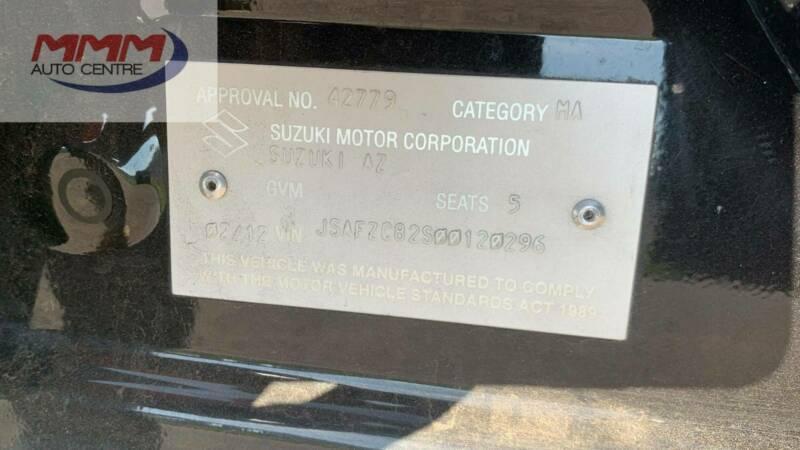 MMM
AUTO CENTRE
APPROVAL NO. 42779 CATEGORY MA
SUZUKI MOTOR CORPORATION
SUZUKI AZ
GVM SEATS 5
02/12 VIN JSAFZC82S00120296
THIS VEHICLE WAS MANUFACTURED TO COMPLY
WITH THE MOTOR VEHICLE STANDARDS ACT 1989.